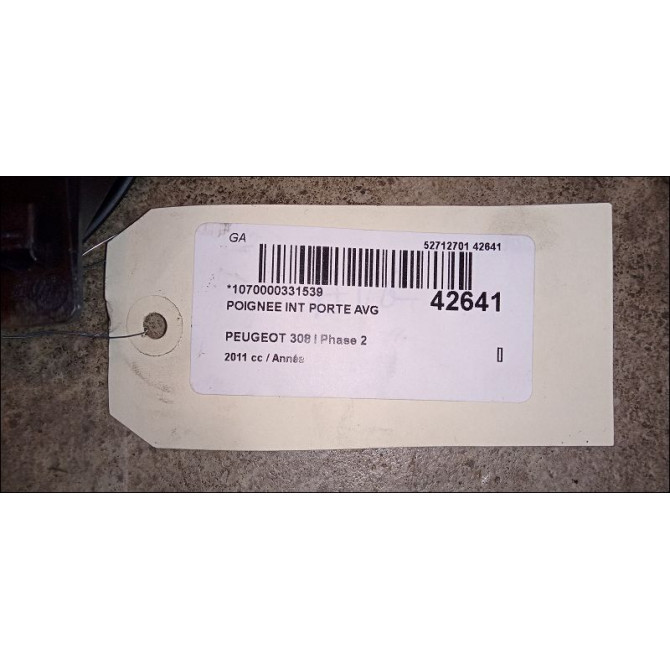 GA
52712701 42641
*1070000331539
42641
POIGNEE INT PORTE AVG
PEUGEOT 308 I Phase 2
2011 cc / Année